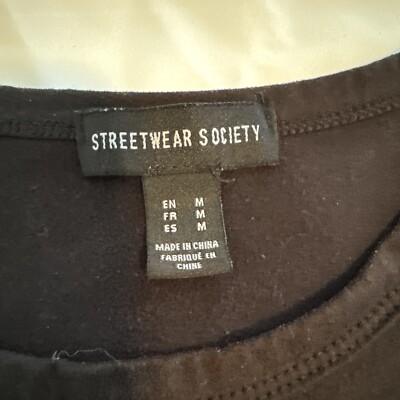 STREETWEAR SOCIETY
EN M
FR M
ES M
MADE IN CHINA
FABRIQUÉ EN
CHINE